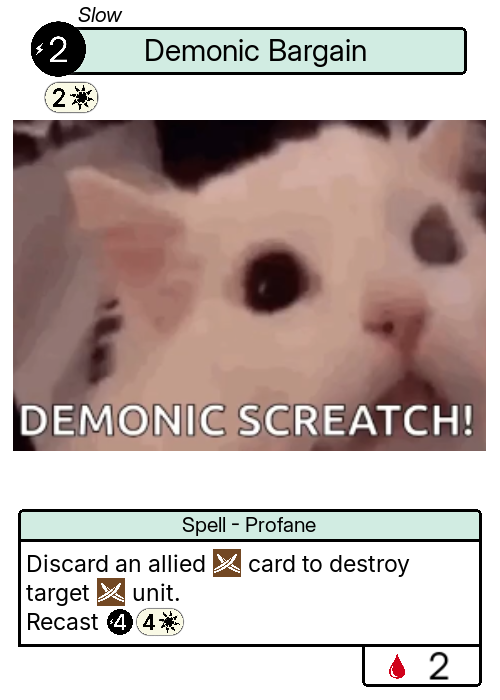 Slow
2 Demonic Bargain
2
DEMONIC SCREATCH!
Spell - Profane
Discard an allied card to destroy
target unit.
Recast 4 4
2